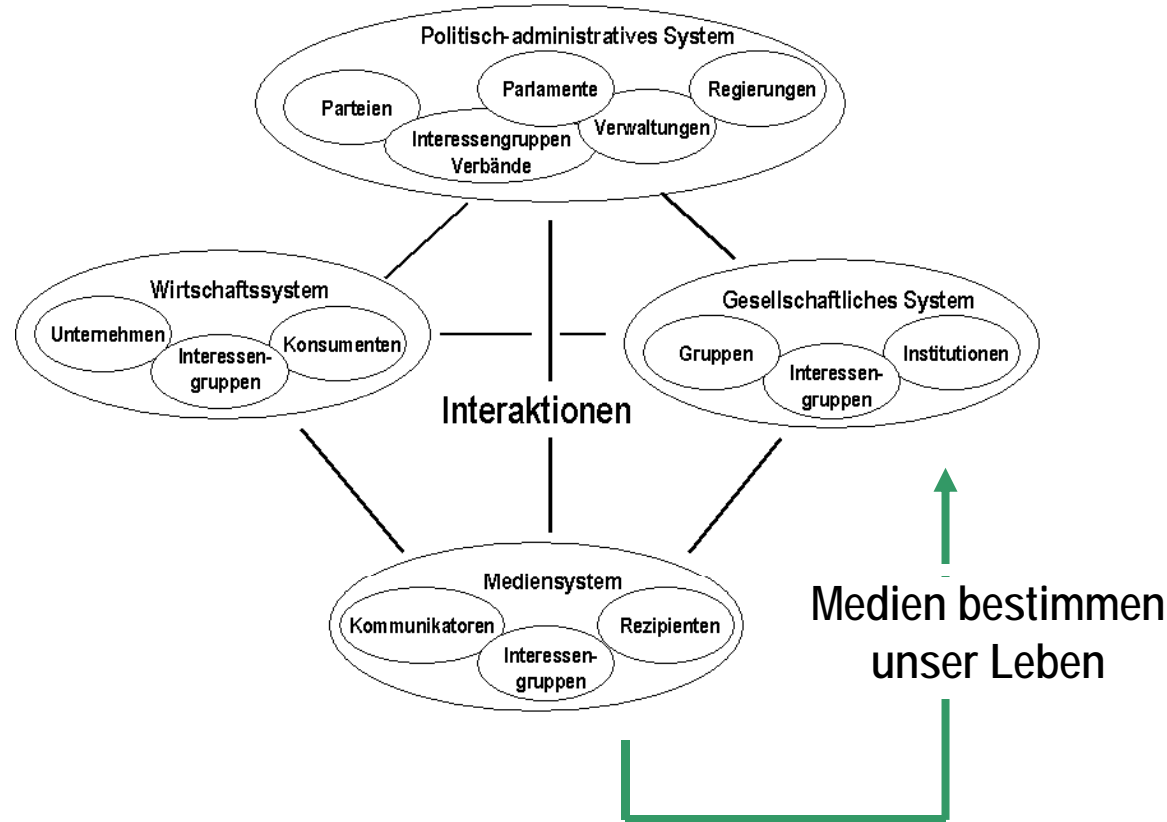 Politisch-administratives System
Parteien
Parlamente
Regierungen
Interessengruppen
Verbände
Verwaltungen
Wirtschaftssystem
Unternehmen
Interessen-
gruppen
Konsumenten
Gesellschaftliches System
Gruppen
Interessen-
gruppen
Institutionen
Interaktionen
Mediensystem
Kommunikatoren
Interessen-
gruppen
Rezipienten
Medien bestimmen
unser Leben